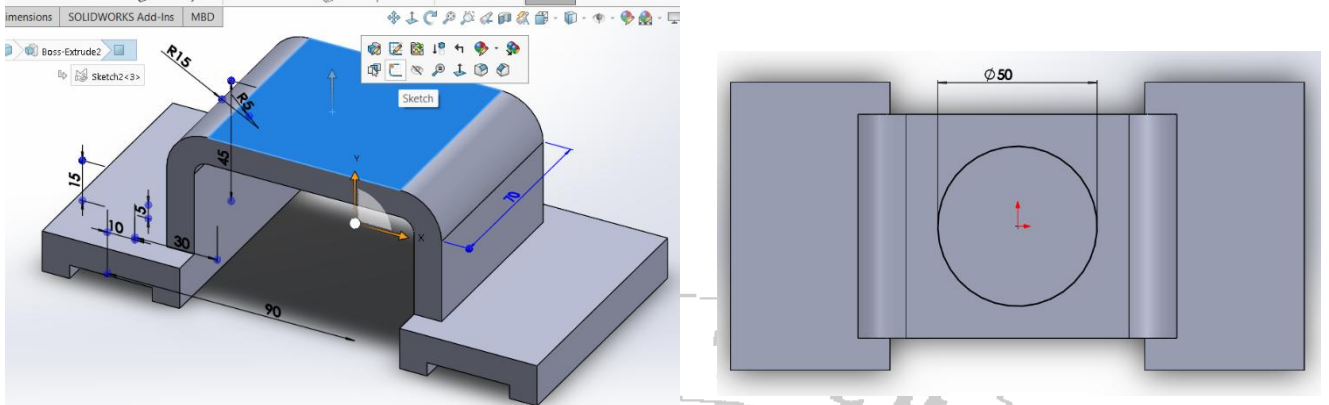 imensions SOLIDWORKS Add-Ins MBD
Boss-Extrude2
Sketch2<3>
Sketch
R15
R5
45
15
5
10
30
90
70
Y
X
Ø50